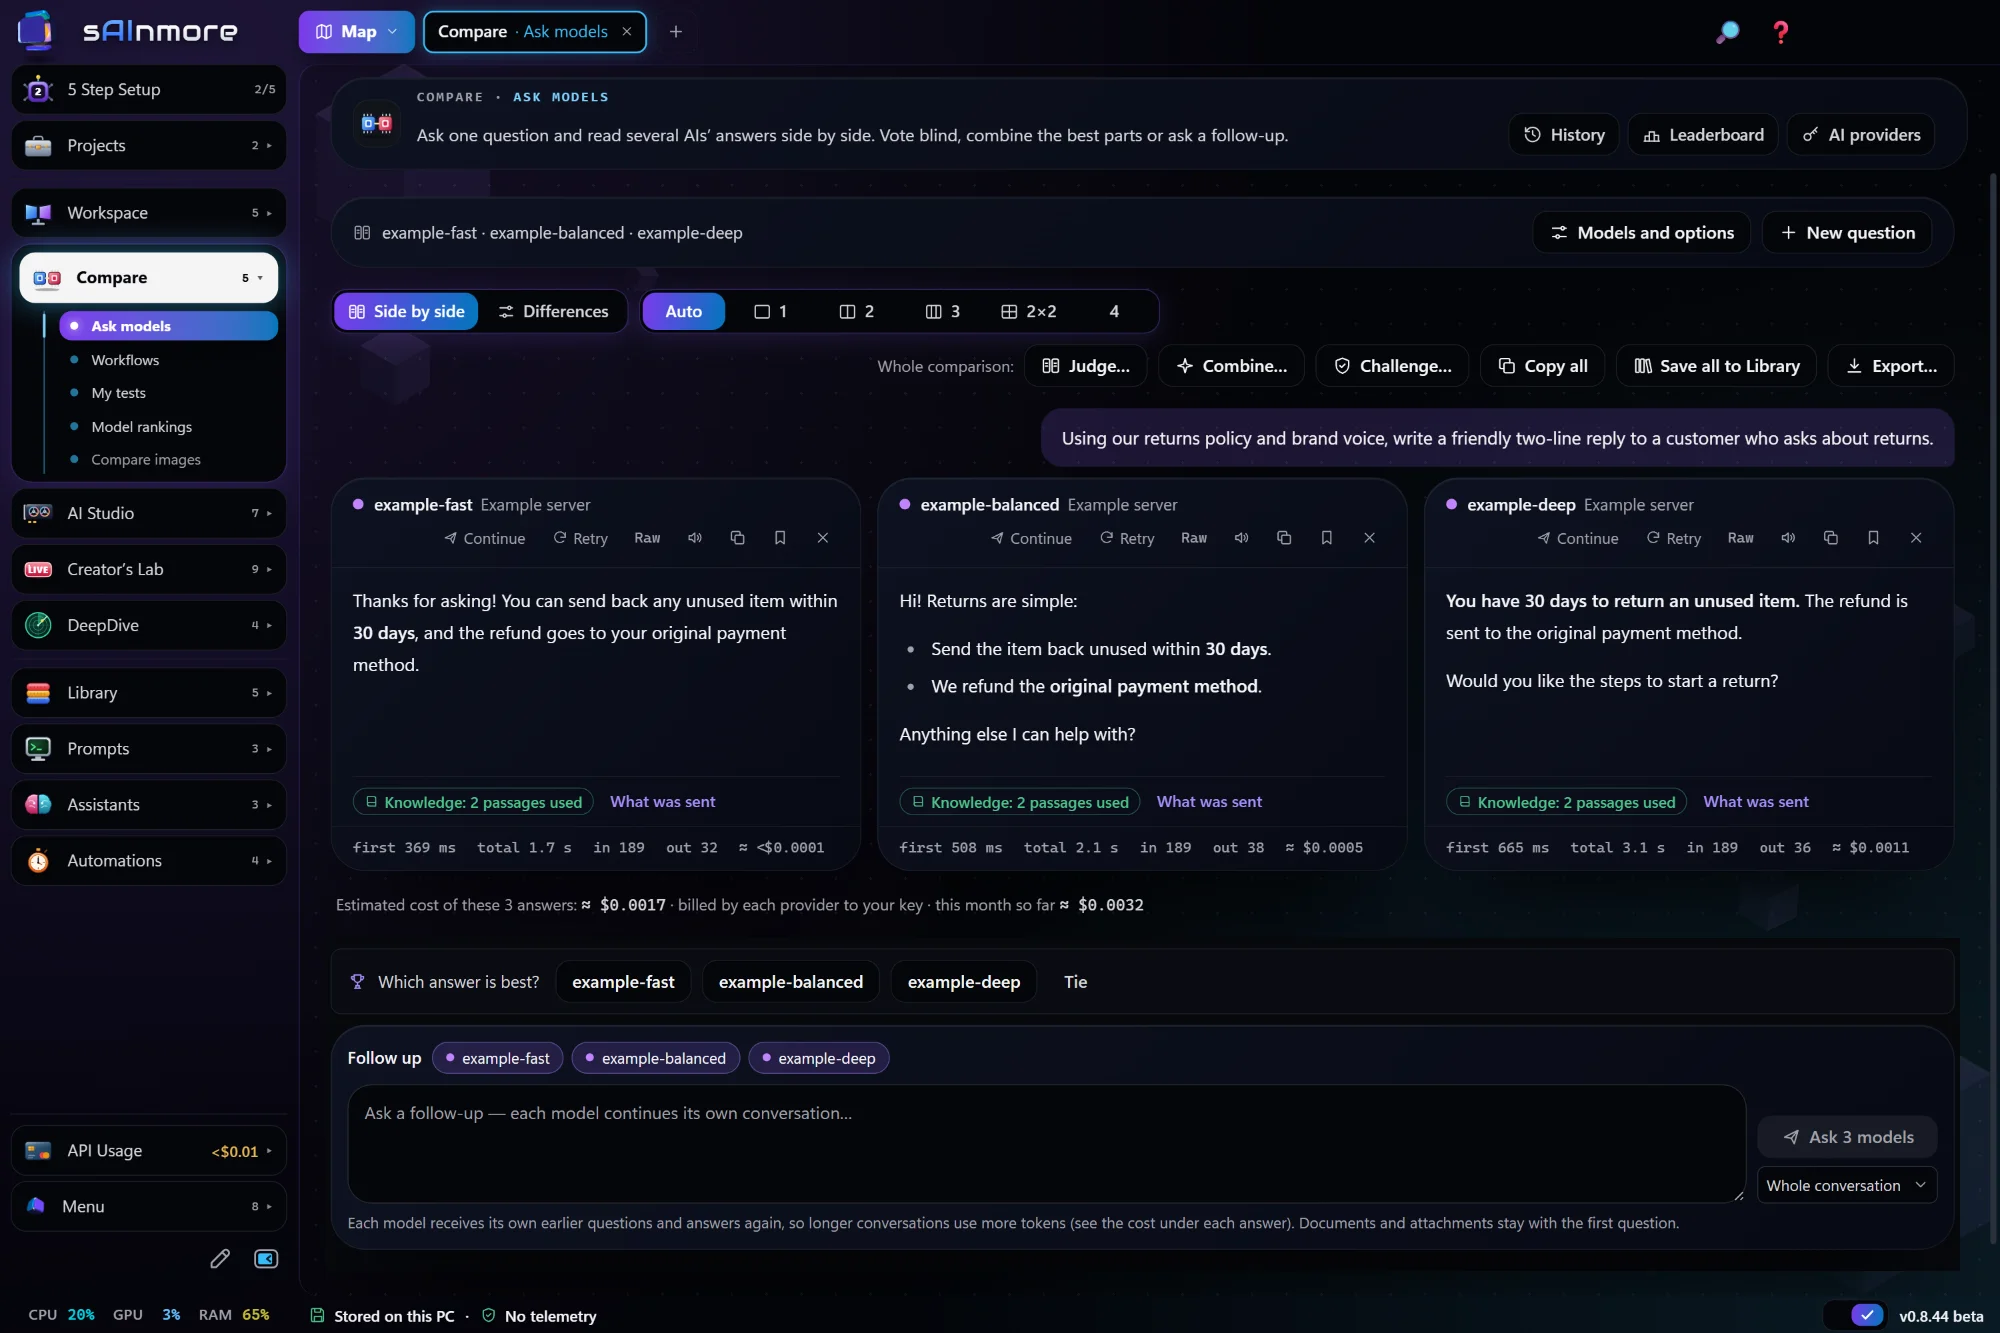 sAInmore
Map
Compare · Ask models
5 Step Setup 2/5
Projects 2
Workspace 5
Compare 5
Ask models
Workflows
My tests
Model rankings
Compare images
AI Studio 7
LIVE Creator's Lab 9
DeepDive 4
Library 5
Prompts 3
Assistants 3
Automations 4
API Usage <$0.01
Menu 8
CPU 20% GPU 3% RAM 65%
COMPARE · ASK MODELS
Ask one question and read several AIs' answers side by side. Vote blind, combine the best parts or ask a follow-up.
History Leaderboard AI providers
example-fast · example-balanced · example-deep
Models and options + New question
Side by side Differences Auto 1 2 3 2×2 4
Whole comparison: Judge... Combine... Challenge... Copy all Save all to Library Export...
Using our returns policy and brand voice, write a friendly two-line reply to a customer who asks about returns.
example-fast Example server
Continue Retry Raw
Thanks for asking! You can send back any unused item within
30 days, and the refund goes to your original payment
method.
Knowledge: 2 passages used What was sent
first 369 ms total 1.7 s in 189 out 32 ≈ <$0.0001
example-balanced Example server
Continue Retry Raw
Hi! Returns are simple:
• Send the item back unused within 30 days.
• We refund the original payment method.
Anything else I can help with?
Knowledge: 2 passages used What was sent
first 508 ms total 2.1 s in 189 out 38 ≈ $0.0005
example-deep Example server
Continue Retry Raw
You have 30 days to return an unused item. The refund is
sent to the original payment method.
Would you like the steps to start a return?
Knowledge: 2 passages used What was sent
first 665 ms total 3.1 s in 189 out 36 ≈ $0.0011
Estimated cost of these 3 answers: ≈ $0.0017 · billed by each provider to your key · this month so far ≈ $0.0032
Which answer is best? example-fast example-balanced example-deep Tie
Follow up example-fast example-balanced example-deep
Ask a follow-up — each model continues its own conversation...
Ask 3 models
Whole conversation
Each model receives its own earlier questions and answers again, so longer conversations use more tokens (see the cost under each answer). Documents and attachments stay with the first question.
Stored on this PC · No telemetry
v0.8.44 beta